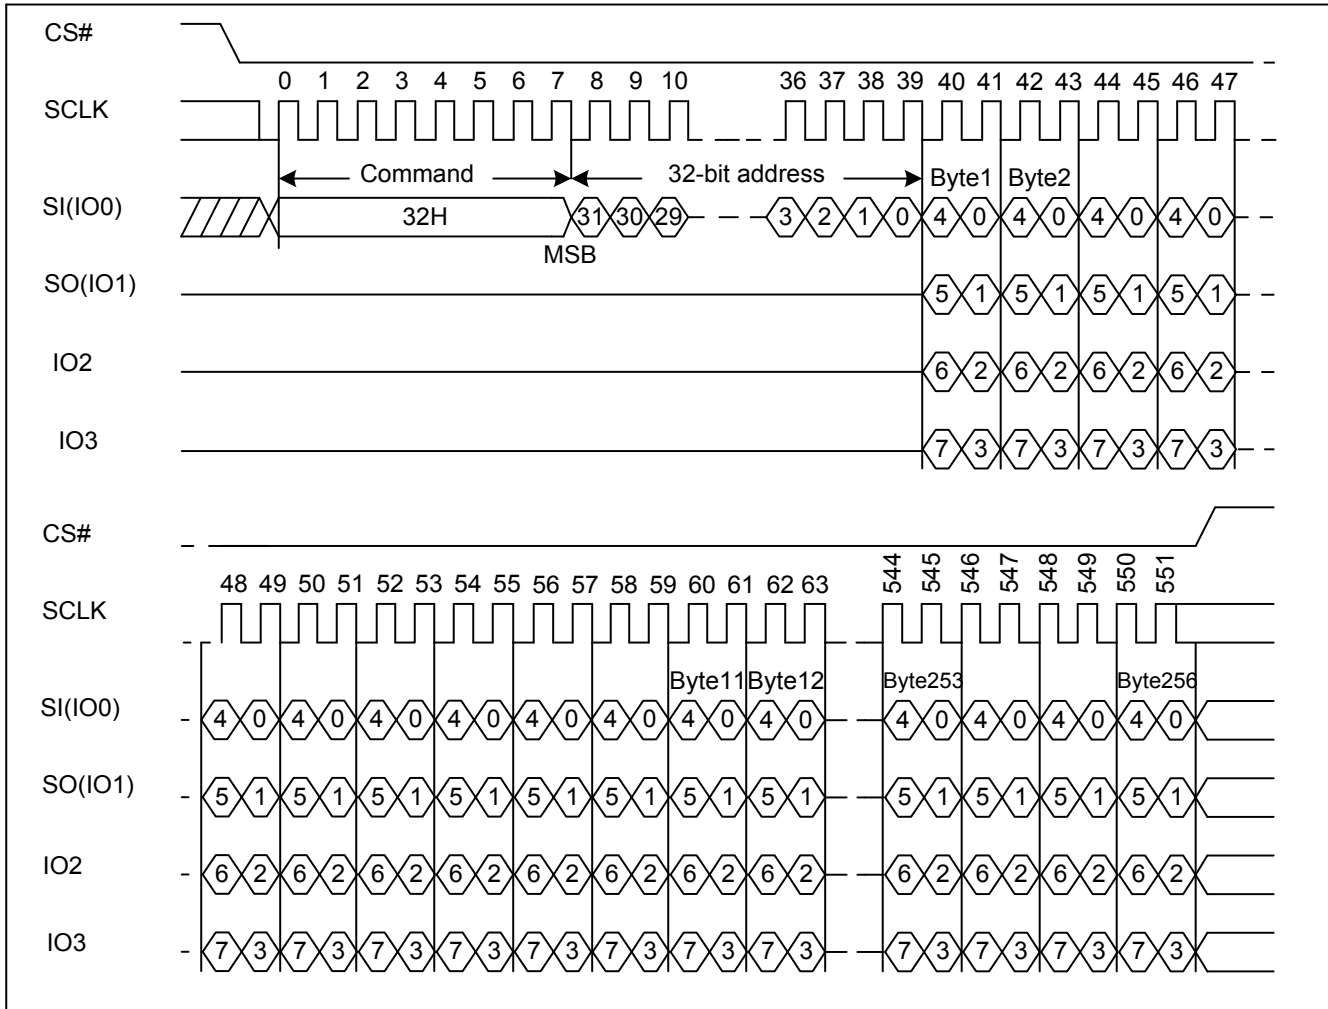 CS#
0 1 2 3 4 5 6 7 8 9 10 36 37 38 39 40 41 42 43 44 45 46 47
SCLK
Command 32-bit address Byte1 Byte2
SI(IO0) 32H 31 30 29 3 2 1 0 4 0 4 0 4 0 4 0
MSB
SO(IO1) 5 1 5 1 5 1 5 1
IO2 6 2 6 2 6 2 6 2
IO3 7 3 7 3 7 3 7 3
CS#
48 49 50 51 52 53 54 55 56 57 58 59 60 61 62 63 544 545 546 547 548 549 550 551
SCLK
Byte11 Byte12 Byte253 Byte256
SI(IO0) 4 0 4 0 4 0 4 0 4 0 4 0 4 0 4 0 4 0 4 0 4 0 4 0
SO(IO1) 5 1 5 1 5 1 5 1 5 1 5 1 5 1 5 1 5 1 5 1 5 1 5 1
IO2 6 2 6 2 6 2 6 2 6 2 6 2 6 2 6 2 6 2 6 2 6 2 6 2
IO3 7 3 7 3 7 3 7 3 7 3 7 3 7 3 7 3 7 3 7 3 7 3 7 3